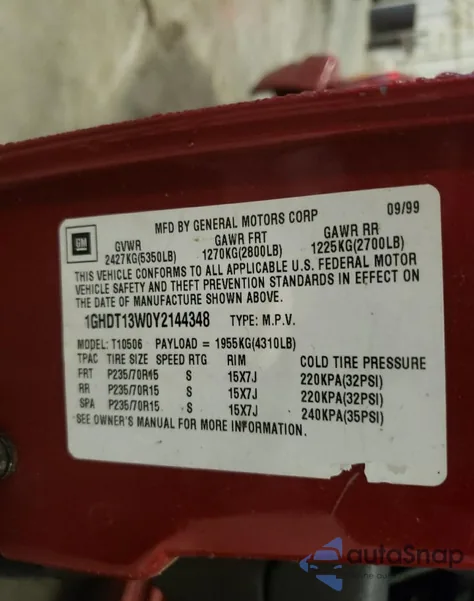 MFD BY GENERAL MOTORS CORP 09/99
GM
GVWR GAWR FRT GAWR RR
2427KG(5350LB) 1270KG(2800LB) 1225KG(2700LB)
THIS VEHICLE CONFORMS TO ALL APPLICABLE U.S. FEDERAL MOTOR
VEHICLE SAFETY AND THEFT PREVENTION STANDARDS IN EFFECT ON
THE DATE OF MANUFACTURE SHOWN ABOVE.
1GHDT13W0Y2144348 TYPE: M.P.V.
MODEL: T10506 PAYLOAD = 1955KG(4310LB)
TPAC TIRE SIZE SPEED RTG RIM COLD TIRE PRESSURE
FRT P235/70R15 S 15X7J 220KPA(32PSI)
RR P235/70R15 S 15X7J 220KPA(32PSI)
SPA P235/70R15 S 15X7J 240KPA(35PSI)
SEE OWNER'S MANUAL FOR MORE INFORMATION.
autoSnap